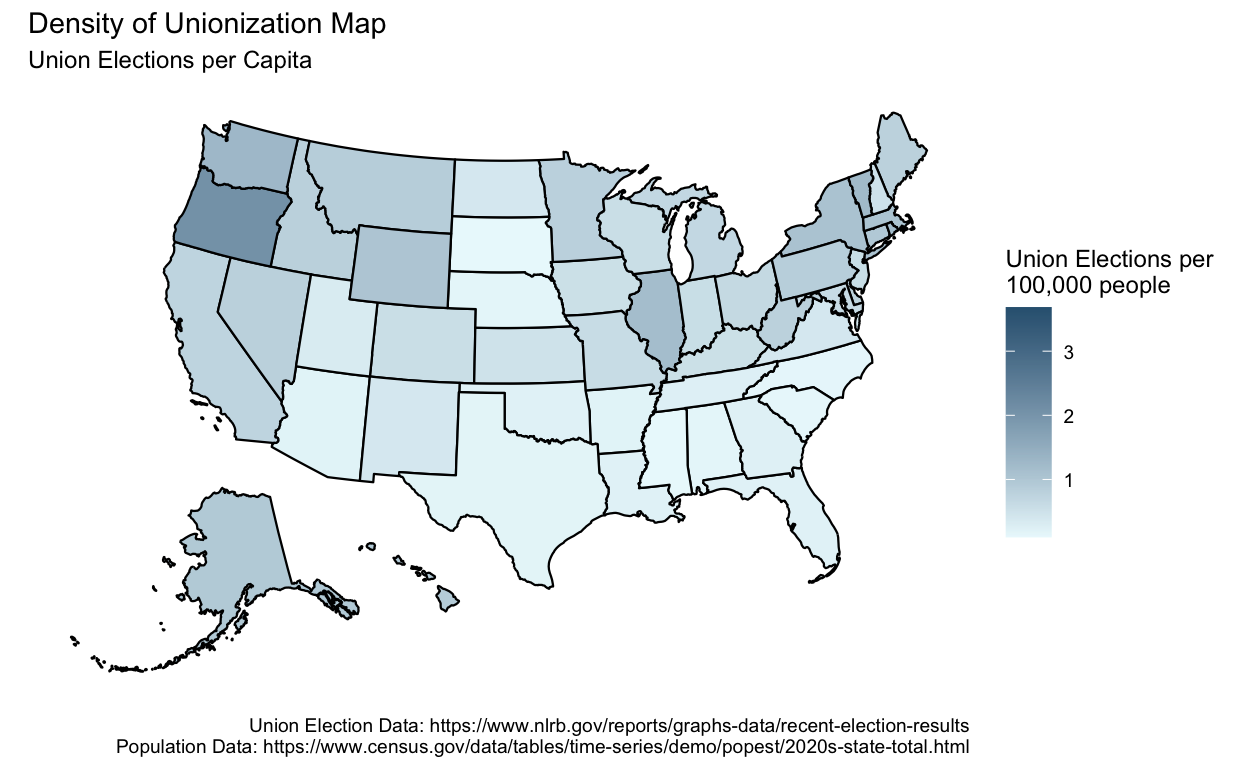 Density of Unionization Map
Union Elections per Capita
Union Elections per
100,000 people
3
2
1
Union Election Data: https://www.nlrb.gov/reports/graphs-data/recent-election-results
Population Data: https://www.census.gov/data/tables/time-series/demo/popest/2020s-state-total.html